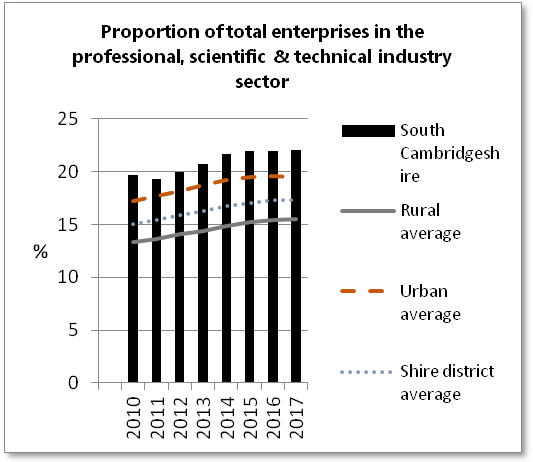 Proportion of total enterprises in the
professional, scientific & technical industry
sector
25
20
15
10
5
0
%
2010
2011
2012
2013
2014
2015
2016
2017
South
Cambridgesh
ire
Rural
average
Urban
average
Shire district
average